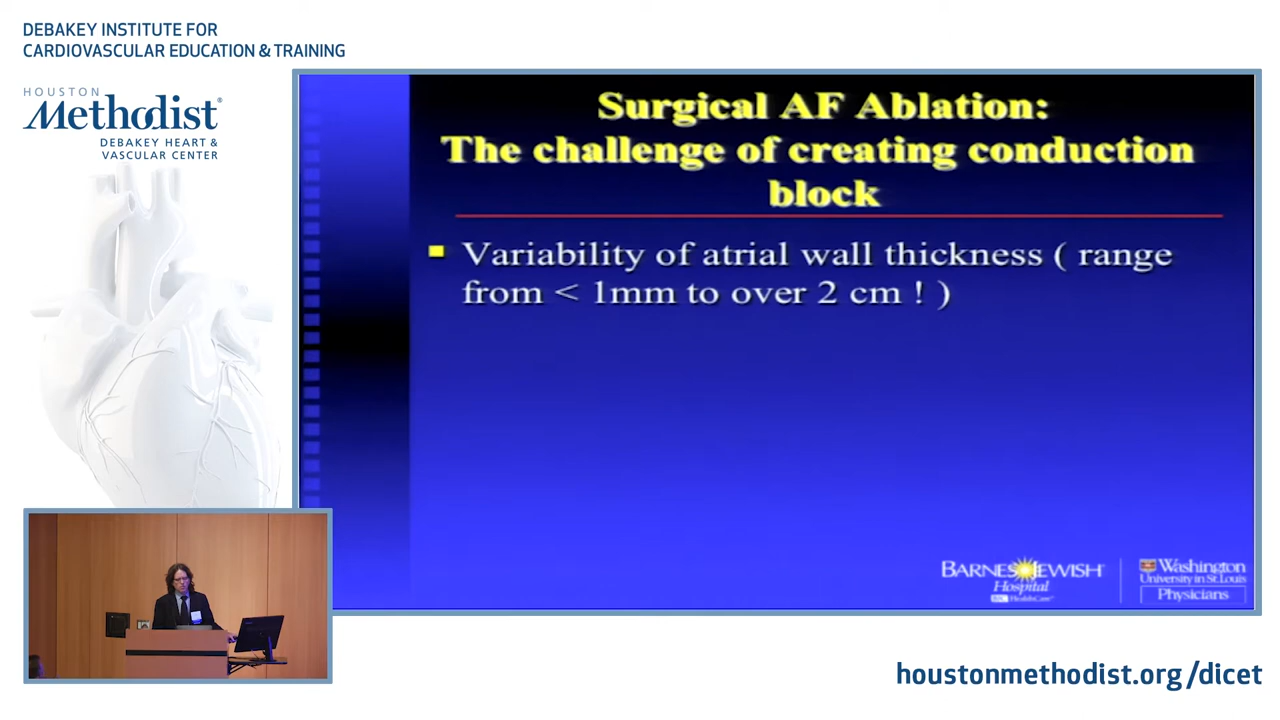 DEBAKEY INSTITUTE FOR
CARDIOVASCULAR EDUCATION & TRAINING
HOUSTON
Methodist®
DEBAKEY HEART &
VASCULAR CENTER
Surgical AF Ablation:
The challenge of creating conduction
block
Variability of atrial wall thickness ( range
from < 1mm to over 2 cm ! )
BARNES JEWISH
Hospital
BJC HealthCare™
Washington
University in St. Louis
Physicians
houstonmethodist.org/dicet